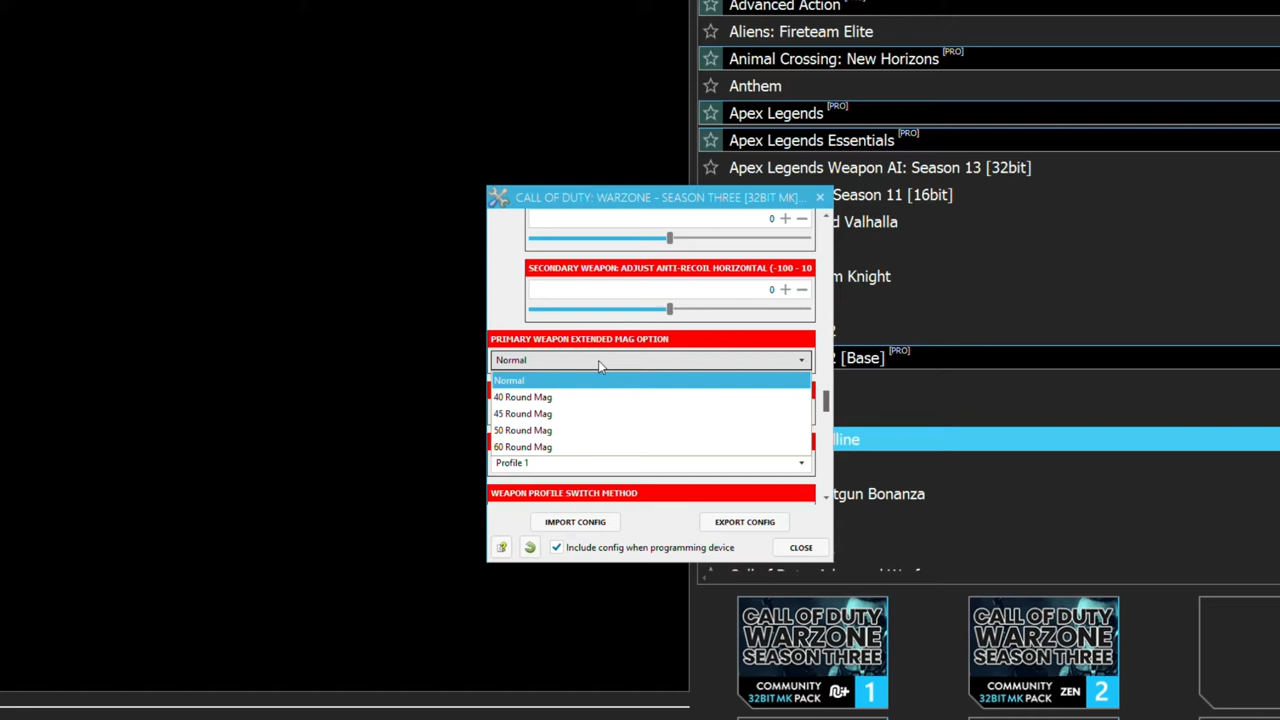 Advanced Action
Aliens: Fireteam Elite
Animal Crossing: New Horizons [PRO]
Anthem
Apex Legends [PRO]
Apex Legends Essentials [PRO]
Apex Legends Weapon AI: Season 13 [32bit]
Season 11 [16bit]
Valhalla
Knight
2 [Base] [PRO]
Bonanza
CALL OF DUTY: WARZONE - SEASON THREE [32BIT MK]...
0
SECONDARY WEAPON: ADJUST ANTI-RECOIL HORIZONTAL (-100 - 10
0
PRIMARY WEAPON EXTENDED MAG OPTION
Normal
Normal
40 Round Mag
45 Round Mag
50 Round Mag
60 Round Mag
Profile 1
WEAPON PROFILE SWITCH METHOD
IMPORT CONFIG
EXPORT CONFIG
Include config when programming device
CLOSE
CALL OF DUTY
WARZONE
SEASON THREE
COMMUNITY
32BIT MK PACK
1
CALL OF DUTY
WARZONE
SEASON THREE
COMMUNITY
32BIT MK PACK
ZEN
2